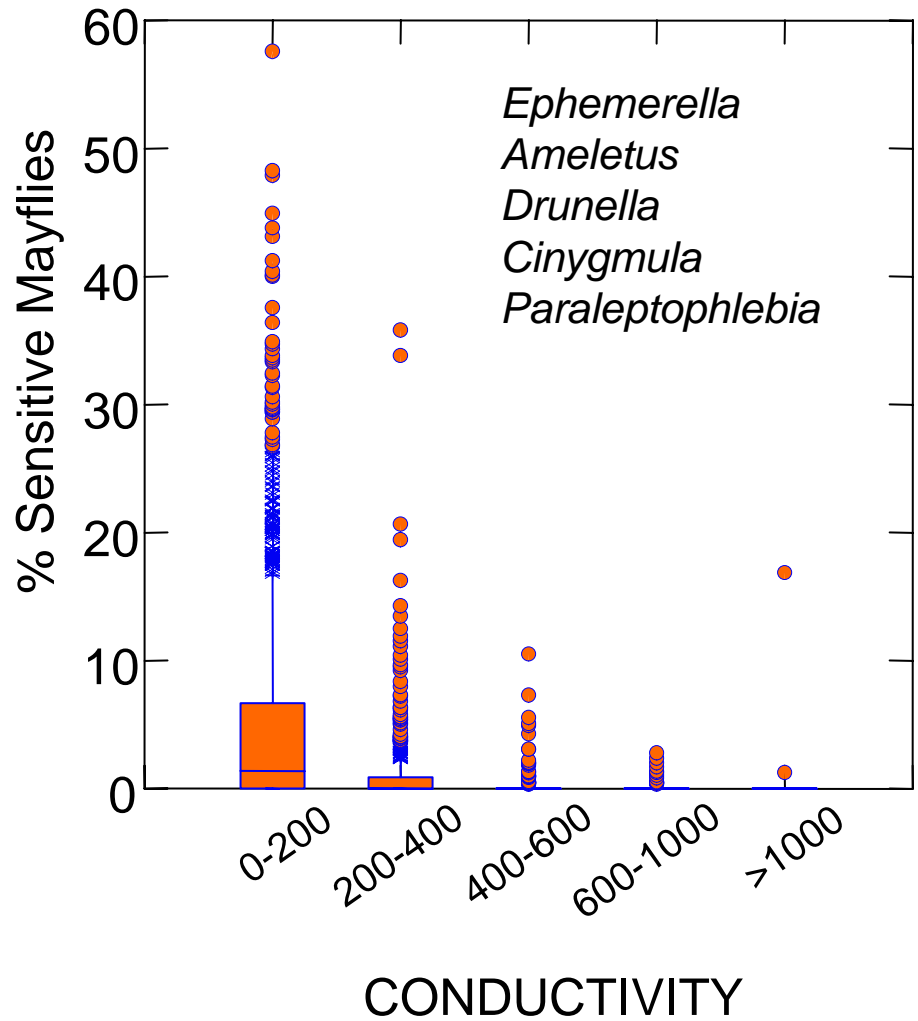 % Sensitive Mayflies
60
50
40
30
20
10
0
Ephemerella
Ameletus
Drunella
Cinygmula
Paraleptophlebia
0-200
200-400
400-600
600-1000
>1000
CONDUCTIVITY